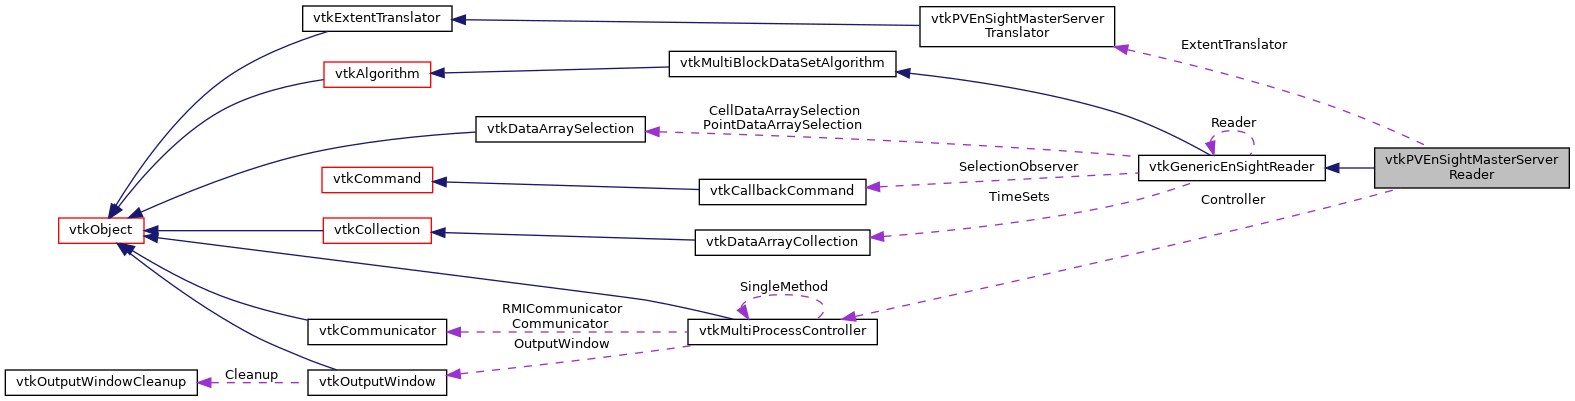 vtkExtentTranslator
vtkPVEnSightMasterServer
Translator
ExtentTranslator
vtkAlgorithm
vtkMultiBlockDataSetAlgorithm
CellDataArraySelection
PointDataArraySelection
vtkDataArraySelection
Reader
vtkGenericEnSightReader
vtkPVEnSightMasterServer
Reader
vtkCommand
vtkCallbackCommand
SelectionObserver
TimeSets
Controller
vtkObject
vtkCollection
vtkDataArrayCollection
SingleMethod
RMICommunicator
Communicator
vtkCommunicator
vtkMultiProcessController
OutputWindow
vtkOutputWindowCleanup
Cleanup
vtkOutputWindow